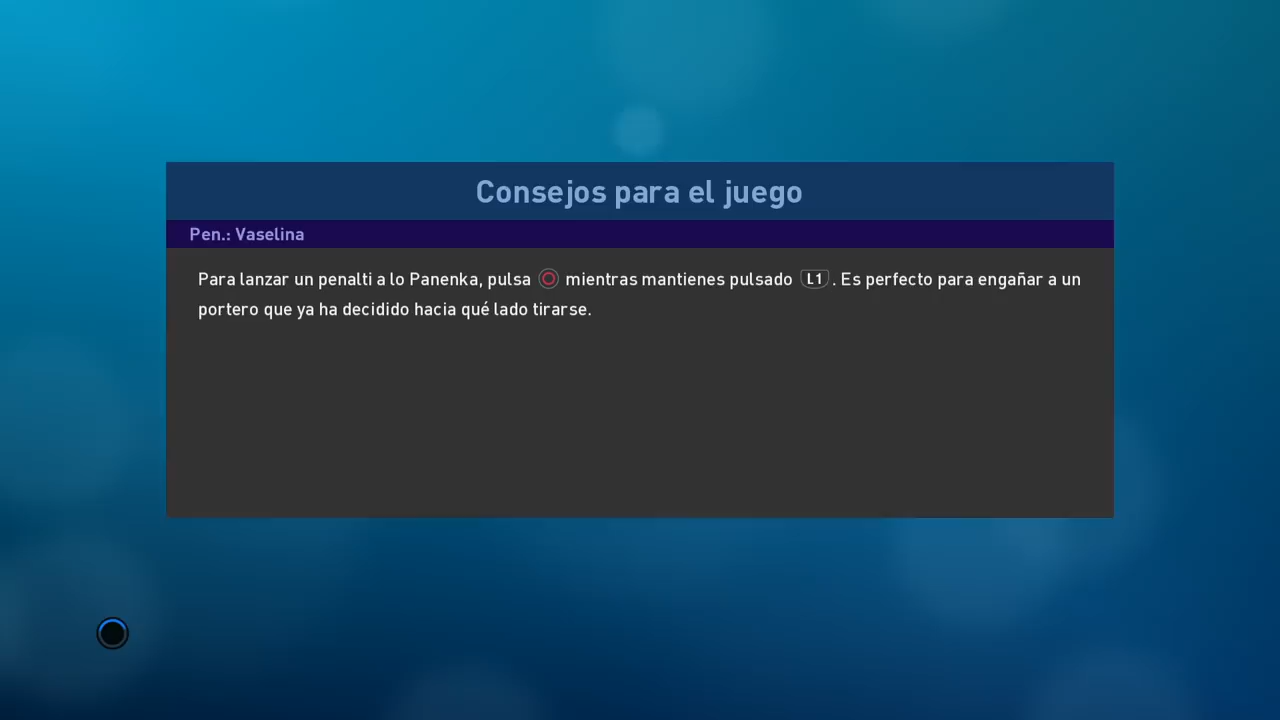 Consejos para el juego
Pen.: Vaselina
Para lanzar un penalti a lo Panenka, pulsa mientras mantienes pulsado L1. Es perfecto para engañar a un
portero que ya ha decidido hacia qué lado tirarse.